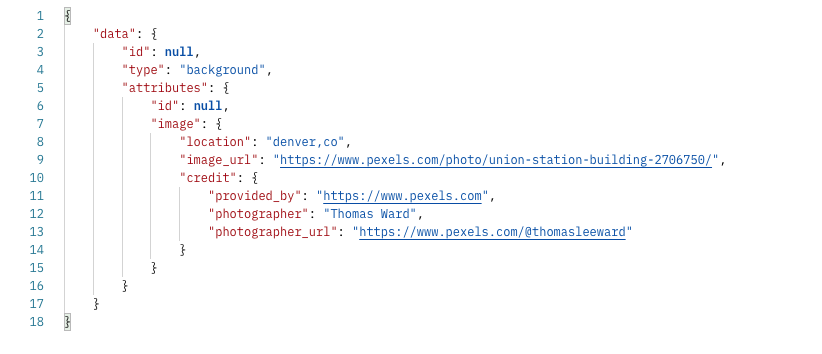 1 {
2 "data": {
3 "id": null,
4 "type": "background",
5 "attributes": {
6 "id": null,
7 "image": {
8 "location": "denver,co",
9 "image_url": "https://www.pexels.com/photo/union-station-building-2706750/",
10 "credit": {
11 "provided_by": "https://www.pexels.com",
12 "photographer": "Thomas Ward",
13 "photographer_url": "https://www.pexels.com/@thomasleeward"
14 }
15 }
16 }
17 }
18 }